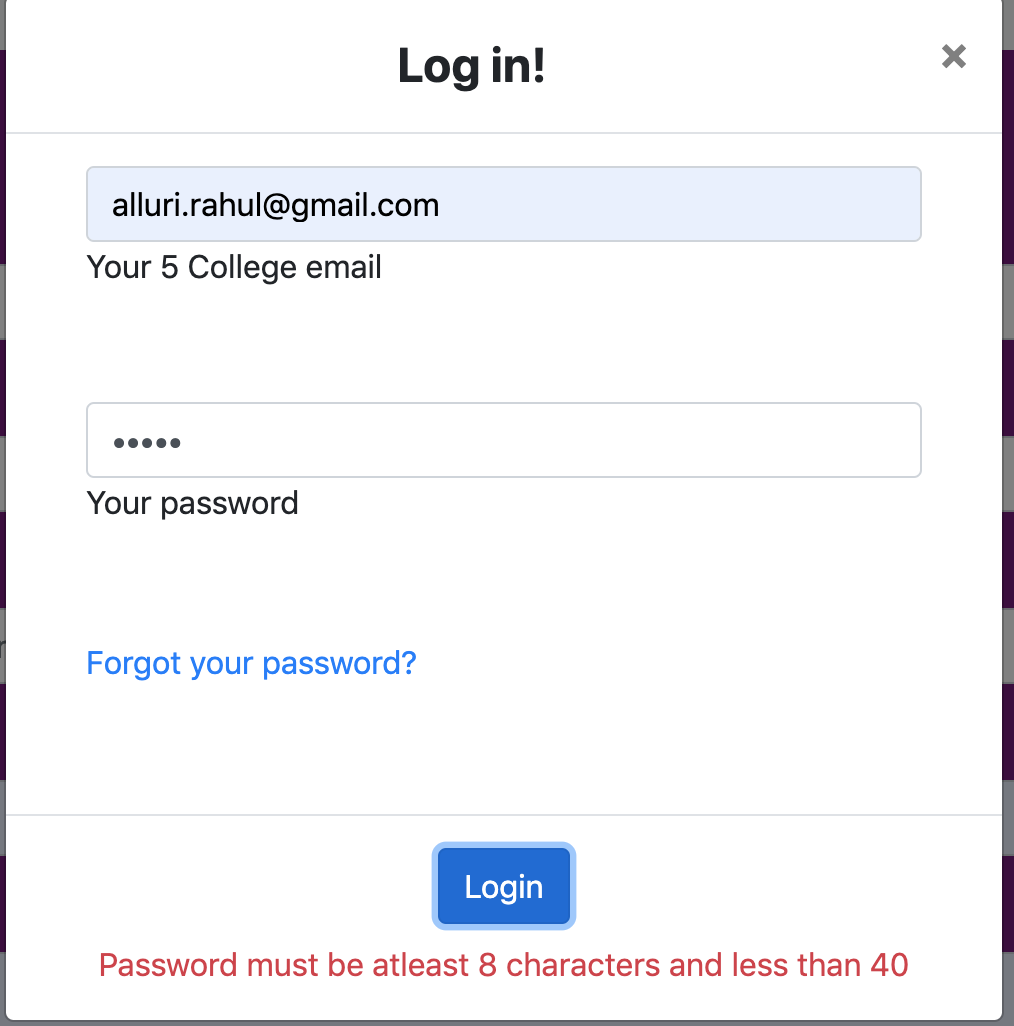 Log in!
×
alluri.rahul@gmail.com
Your 5 College email
•••••
Your password
Forgot your password?
Login
Password must be atleast 8 characters and less than 40